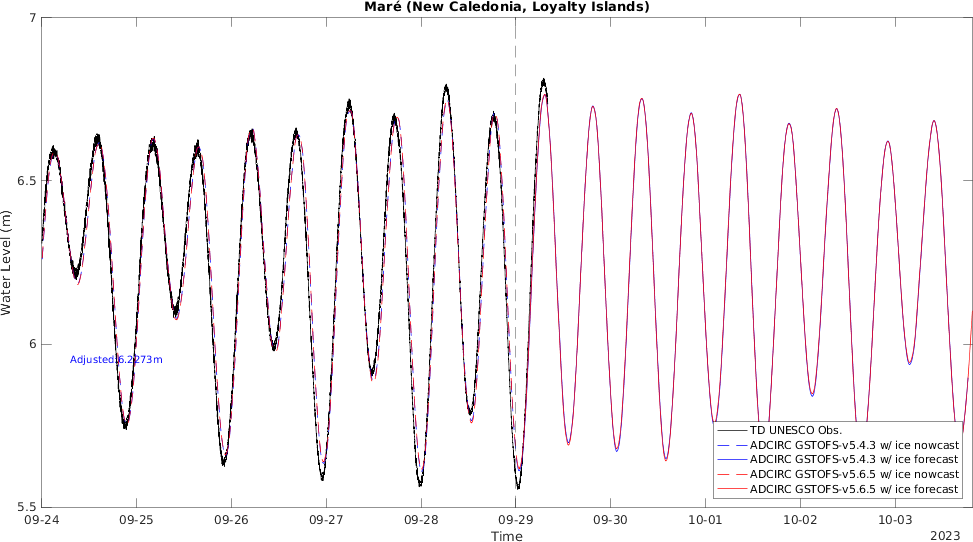 Maré (New Caledonia, Loyalty Islands)
7
6.5
6
5.5
Water Level (m)
Adjusted:6.2273m
TD UNESCO Obs.
ADCIRC GSTOFS-v5.4.3 w/ ice nowcast
ADCIRC GSTOFS-v5.4.3 w/ ice forecast
ADCIRC GSTOFS-v5.6.5 w/ ice nowcast
ADCIRC GSTOFS-v5.6.5 w/ ice forecast
09-24 09-25 09-26 09-27 09-28 09-29 09-30 10-01 10-02 10-03
Time
2023